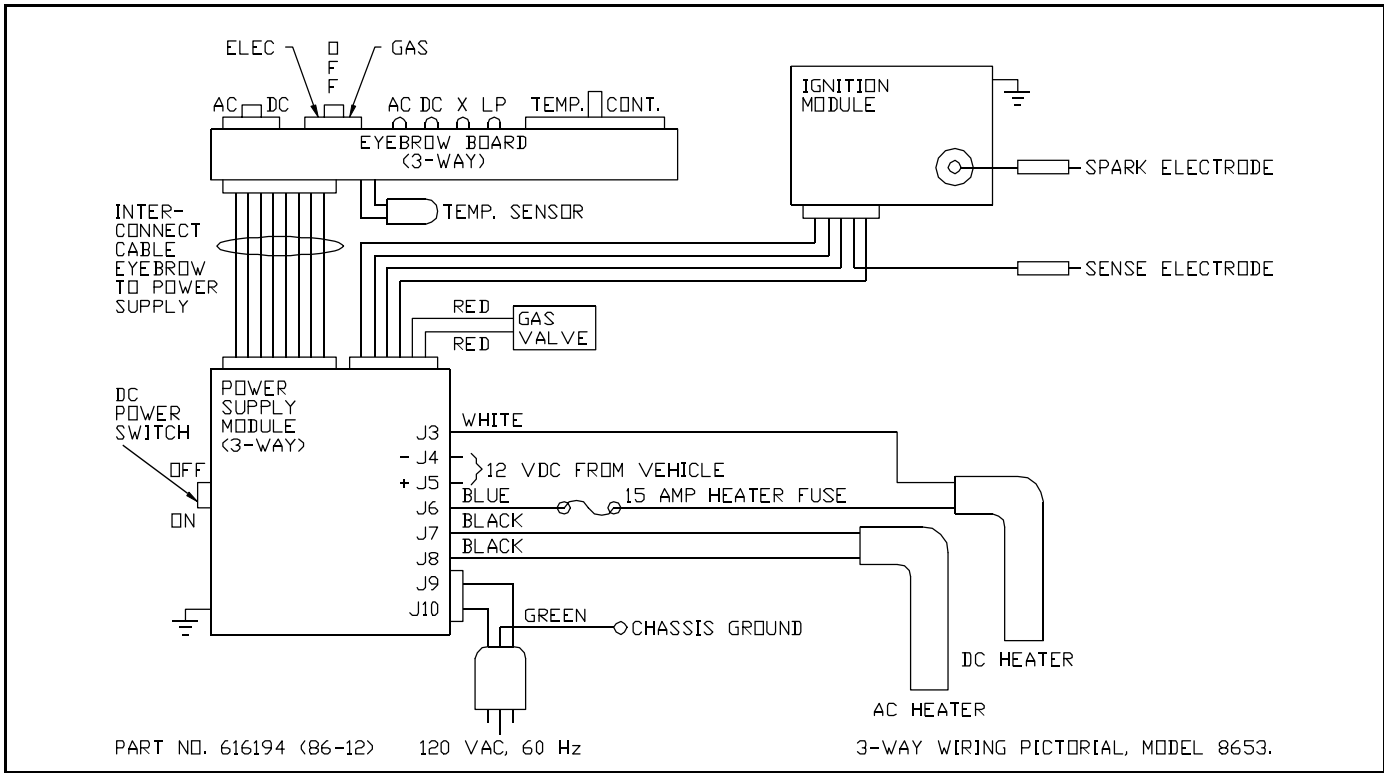 ELEC
OFF
GAS
AC DC
AC DC X LP
TEMP. CONT.
EYEBROW BOARD
(3-WAY)
IGNITION
MODULE
SPARK ELECTRODE
INTER-
CONNECT
CABLE
EYEBROW
TO POWER
SUPPLY
TEMP. SENSOR
SENSE ELECTRODE
RED
GAS
VALVE
RED
DC
POWER
SWITCH
OFF
ON
POWER
SUPPLY
MODULE
(3-WAY)
J3
WHITE
- J4
12 VDC FROM VEHICLE
+ J5
J6
BLUE
15 AMP HEATER FUSE
J7
BLACK
J8
BLACK
J9
J10
GREEN
CHASSIS GROUND
DC HEATER
AC HEATER
PART NO. 616194 (86-12)
120 VAC, 60 Hz
3-WAY WIRING PICTORIAL, MODEL 8653.